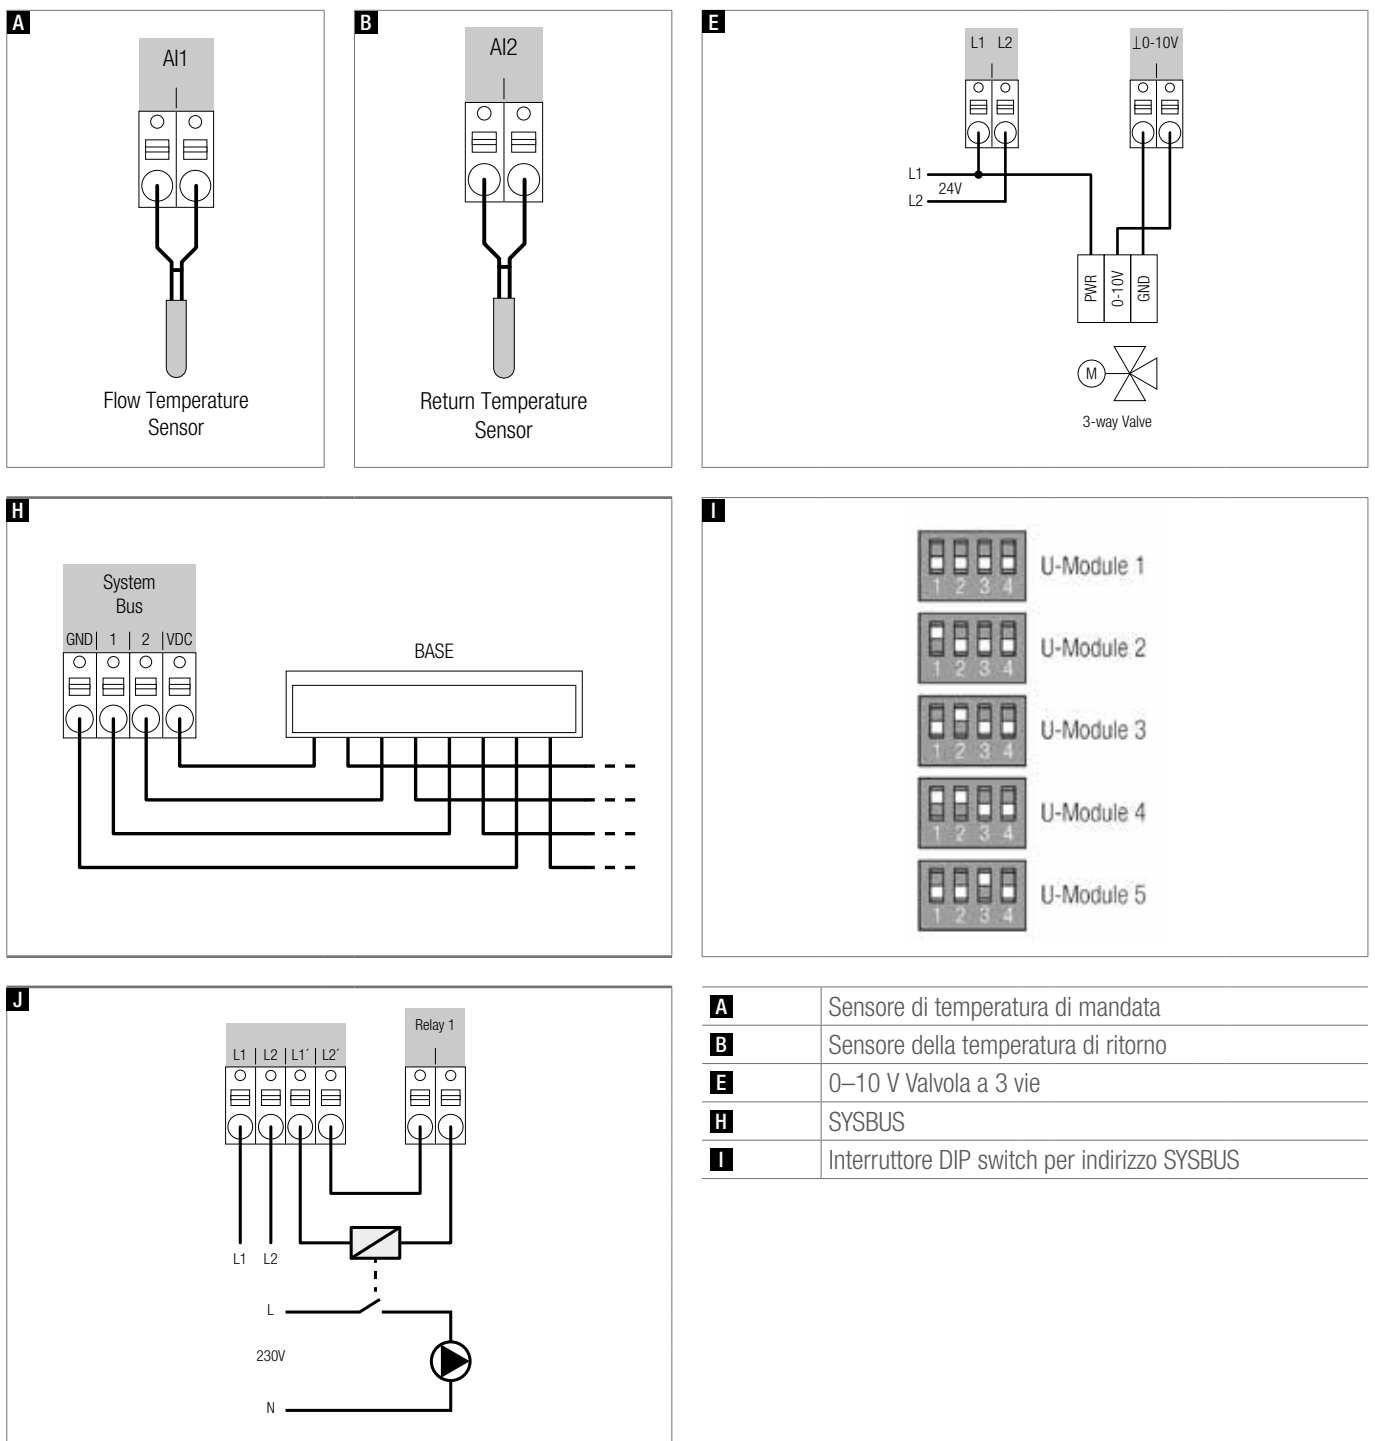 A
AI1
Flow Temperature
Sensor
B
AI2
Return Temperature
Sensor
E
L1 L2
⊥0-10V
L1
24V
L2
PWR
0-10V
GND
M
3-way Valve
H
System
Bus
GND 1 2 VDC
BASE
I
1 2 3 4
U-Module 1
1 2 3 4
U-Module 2
1 2 3 4
U-Module 3
1 2 3 4
U-Module 4
1 2 3 4
U-Module 5
J
L1 L2 L1´ L2´
Relay 1
L1 L2
L
230V
N
A Sensore di temperatura di mandata
B Sensore della temperatura di ritorno
E 0–10 V Valvola a 3 vie
H SYSBUS
I Interruttore DIP switch per indirizzo SYSBUS